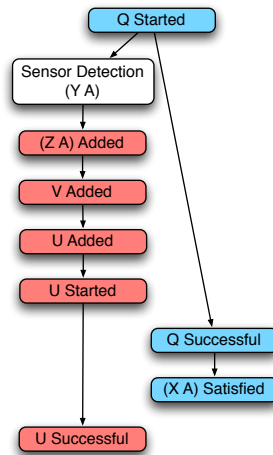 Q Started
Sensor Detection
(Y A)
(Z A) Added
V Added
U Added
U Started
Q Successful
(X A) Satisfied
U Successful